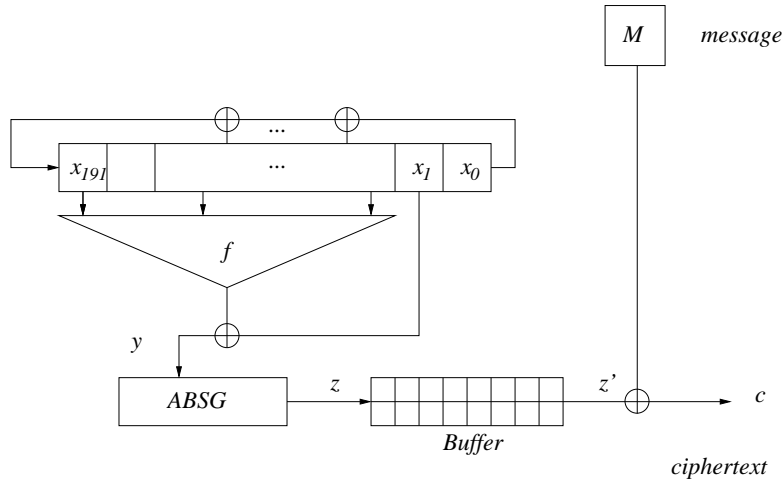 M message
...
x191 ... x1 x0
f
y
z z' c
ABSG
Buffer
ciphertext